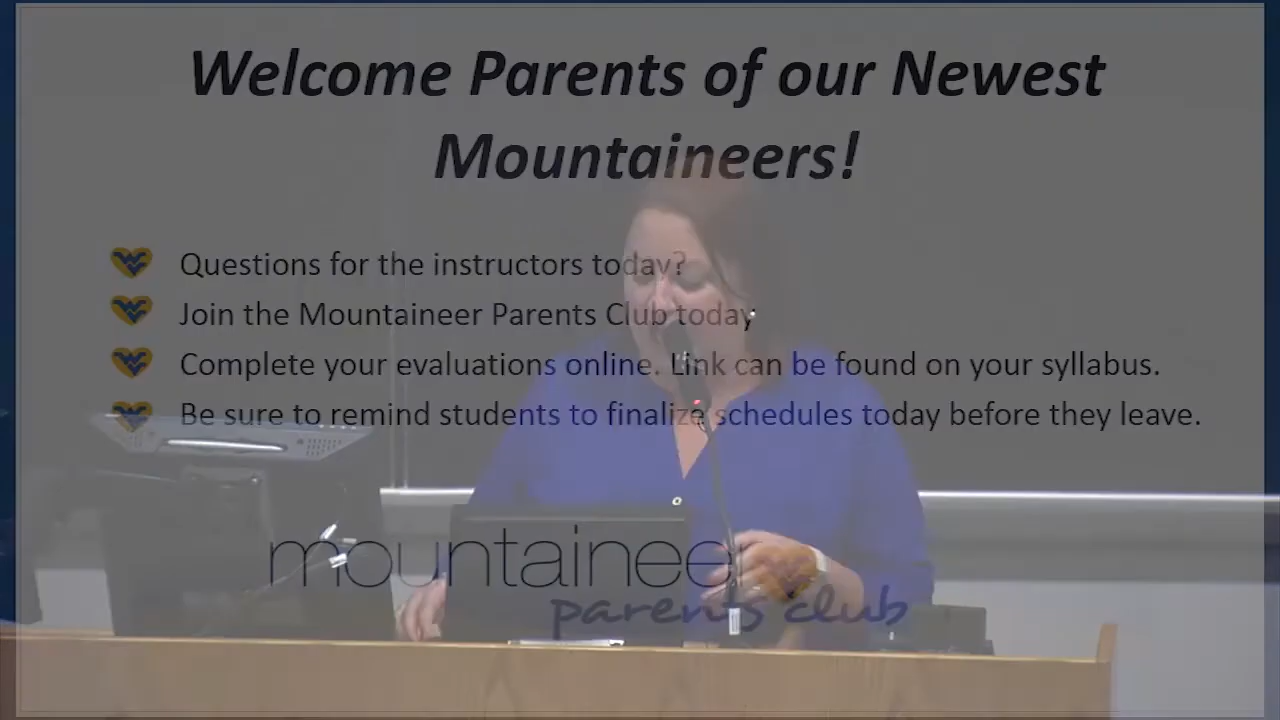 Welcome Parents of our Newest
Mountaineers!
Questions for the instructors today?
Join the Mountaineer Parents Club today
Complete your evaluations online. Link can be found on your syllabus.
Be sure to remind students to finalize schedules today before they leave.
mountaineer
parents club